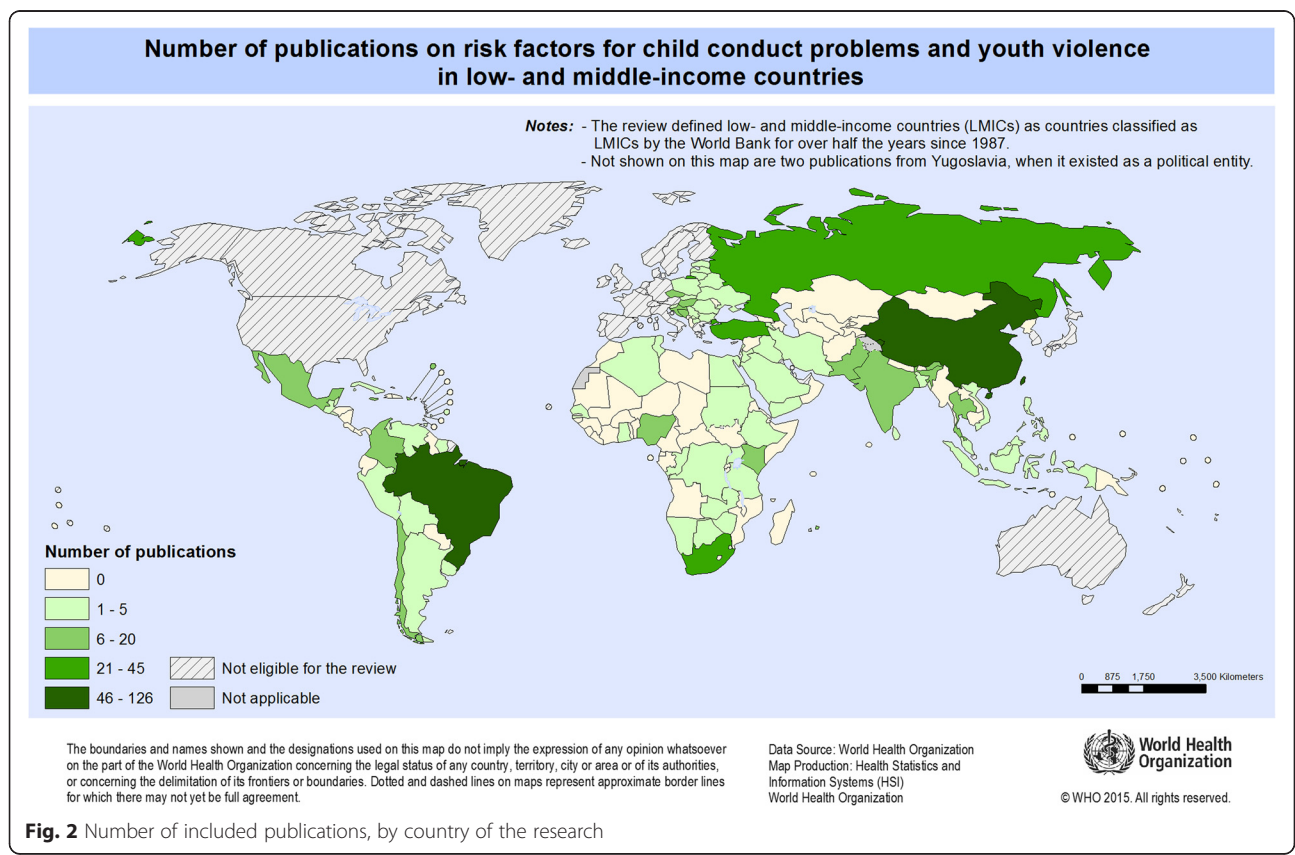 Number of publications on risk factors for child conduct problems and youth violence
in low- and middle-income countries
Notes: - The review defined low- and middle-income countries (LMICs) as countries classified as
LMICs by the World Bank for over half the years since 1987.
- Not shown on this map are two publications from Yugoslavia, when it existed as a political entity.
Number of publications
0
1 - 5
6 - 20
21 - 45
46 - 126
Not eligible for the review
Not applicable
0 875 1,750 3,500 Kilometers
The boundaries and names shown and the designations used on this map do not imply the expression of any opinion whatsoever
on the part of the World Health Organization concerning the legal status of any country, territory, city or area or of its authorities,
or concerning the delimitation of its frontiers or boundaries. Dotted and dashed lines on maps represent approximate border lines
for which there may not yet be full agreement.
Data Source: World Health Organization
Map Production: Health Statistics and
Information Systems (HSI)
World Health Organization
World Health
Organization
© WHO 2015. All rights reserved.
Fig. 2 Number of included publications, by country of the research